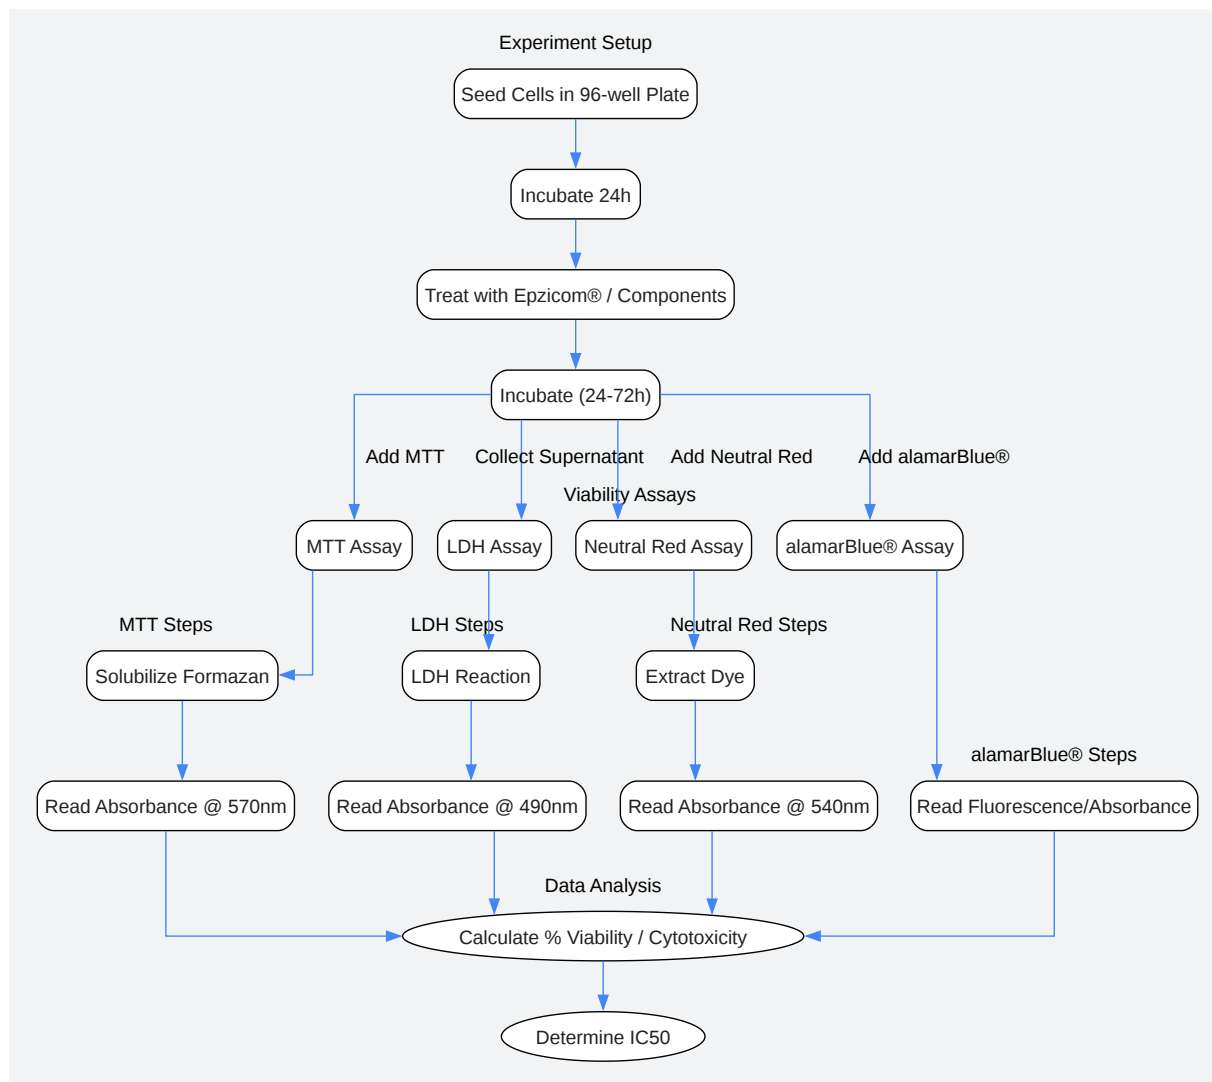 Experiment Setup
Seed Cells in 96-well Plate
Incubate 24h
Treat with Epzicom® / Components
Incubate (24-72h)
Add MTT
Collect Supernatant
Add Neutral Red
Add alamarBlue®
Viability Assays
MTT Assay
LDH Assay
Neutral Red Assay
alamarBlue® Assay
MTT Steps
LDH Steps
Neutral Red Steps
Solubilize Formazan
LDH Reaction
Extract Dye
alamarBlue® Steps
Read Absorbance @ 570nm
Read Absorbance @ 490nm
Read Absorbance @ 540nm
Read Fluorescence/Absorbance
Data Analysis
Calculate % Viability / Cytotoxicity
Determine IC50